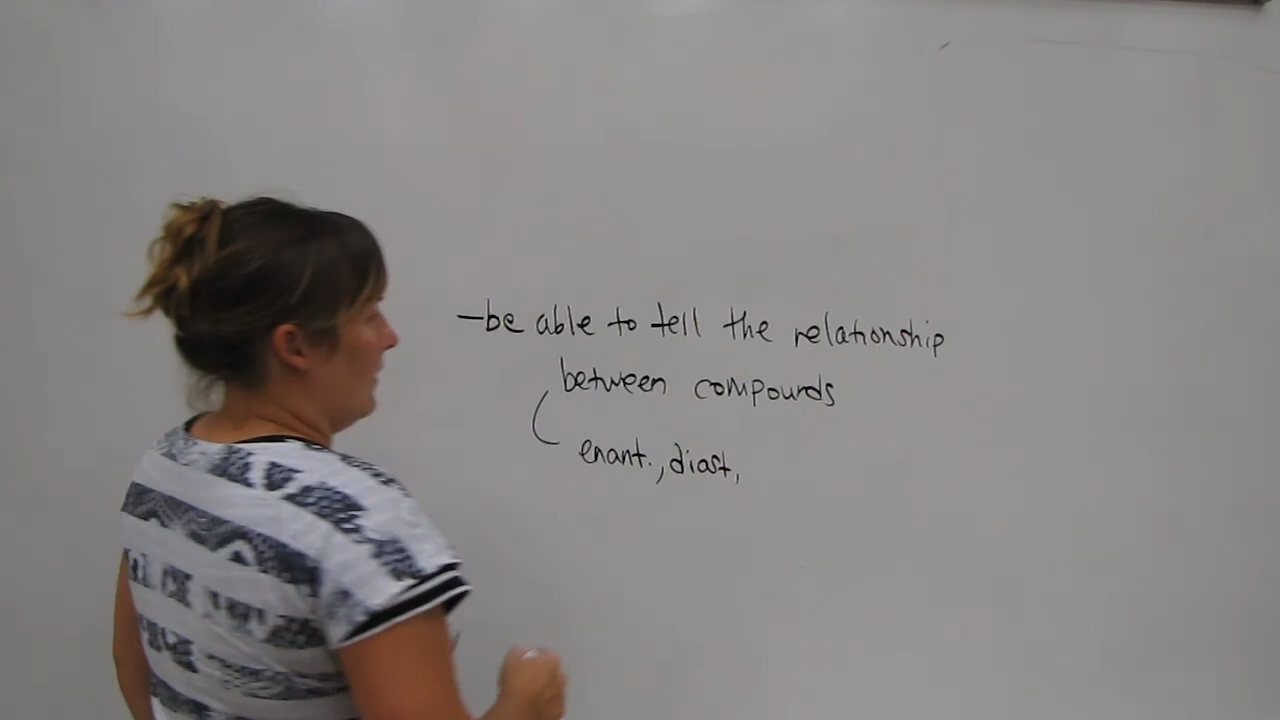 -be able to tell the relationship
between compounds
enant., diast,